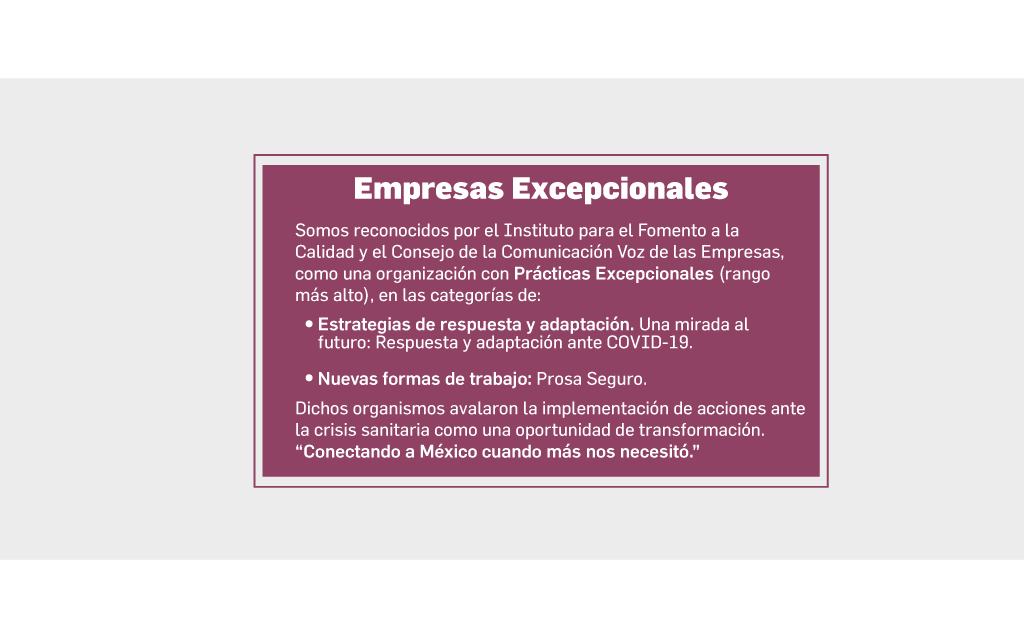 Empresas Excepcionales
Somos reconocidos por el Instituto para el Fomento a la
Calidad y el Consejo de la Comunicación Voz de las Empresas,
como una organización con Prácticas Excepcionales (rango
más alto), en las categorías de:
• Estrategias de respuesta y adaptación. Una mirada al
futuro: Respuesta y adaptación ante COVID-19.
• Nuevas formas de trabajo: Prosa Seguro.
Dichos organismos avalaron la implementación de acciones ante
la crisis sanitaria como una oportunidad de transformación.
“Conectando a México cuando más nos necesitó.”